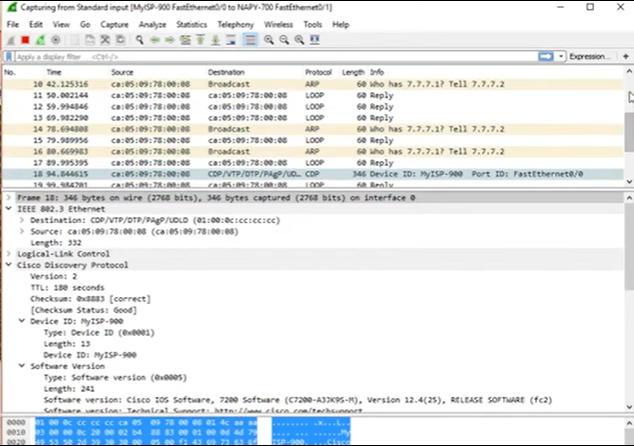 Capturing from Standard input [MyISP-900 FastEthernet0/0 to NAPY-700 FastEthernet0/1]
File Edit View Go Capture Analyze Statistics Telephony Wireless Tools Help
Apply a display filter ... <Ctrl-/> Expression... +
No. Time Source Destination Protocol Length Info
10 42.125316 ca:05:09:78:00:08 Broadcast ARP 60 Who has 7.7.7.1? Tell 7.7.7.2
11 50.002144 ca:05:09:78:00:08 ca:05:09:78:00:08 LOOP 60 Reply
12 59.994846 ca:05:09:78:00:08 ca:05:09:78:00:08 LOOP 60 Reply
13 69.982290 ca:05:09:78:00:08 ca:05:09:78:00:08 LOOP 60 Reply
14 78.694808 ca:05:09:78:00:08 Broadcast ARP 60 Who has 7.7.7.1? Tell 7.7.7.2
15 79.989956 ca:05:09:78:00:08 ca:05:09:78:00:08 LOOP 60 Reply
16 80.669983 ca:05:09:78:00:08 Broadcast ARP 60 Who has 7.7.7.1? Tell 7.7.7.2
17 89.995395 ca:05:09:78:00:08 ca:05:09:78:00:08 LOOP 60 Reply
18 94.844615 ca:05:09:78:00:08 CDP/VTP/DTP/PAgP/UD... CDP 346 Device ID: MyISP-900 Port ID: FastEthernet0/0
19 99.984201 ca:05:09:78:00:08 ca:05:09:78:00:08 LOOP 60 Reply
Frame 18: 346 bytes on wire (2768 bits), 346 bytes captured (2768 bits) on interface 0
IEEE 802.3 Ethernet
Destination: CDP/VTP/DTP/PAgP/UDLD (01:00:0c:cc:cc:cc)
Source: ca:05:09:78:00:08 (ca:05:09:78:00:08)
Length: 332
Logical-Link Control
Cisco Discovery Protocol
Version: 2
TTL: 180 seconds
Checksum: 0x8883 [correct]
[Checksum Status: Good]
Device ID: MyISP-900
Type: Device ID (0x0001)
Length: 13
Device ID: MyISP-900
Software Version
Type: Software version (0x0005)
Length: 241
Software version: Cisco IOS Software, 7200 Software (C7200-A3JK9S-M), Version 12.4(25), RELEASE SOFTWARE (fc2)
Software version: Technical Support: http://www.cisco.com/techsupport
0000 01 00 0c cc cc cc ca 05 09 78 00 08 01 4c aa aa ........ .x...L..
0010 03 00 00 0c 20 00 02 b4 88 83 00 01 00 0d 4d 79 .... ... ......My
0020 ISP-900. ...Cisco